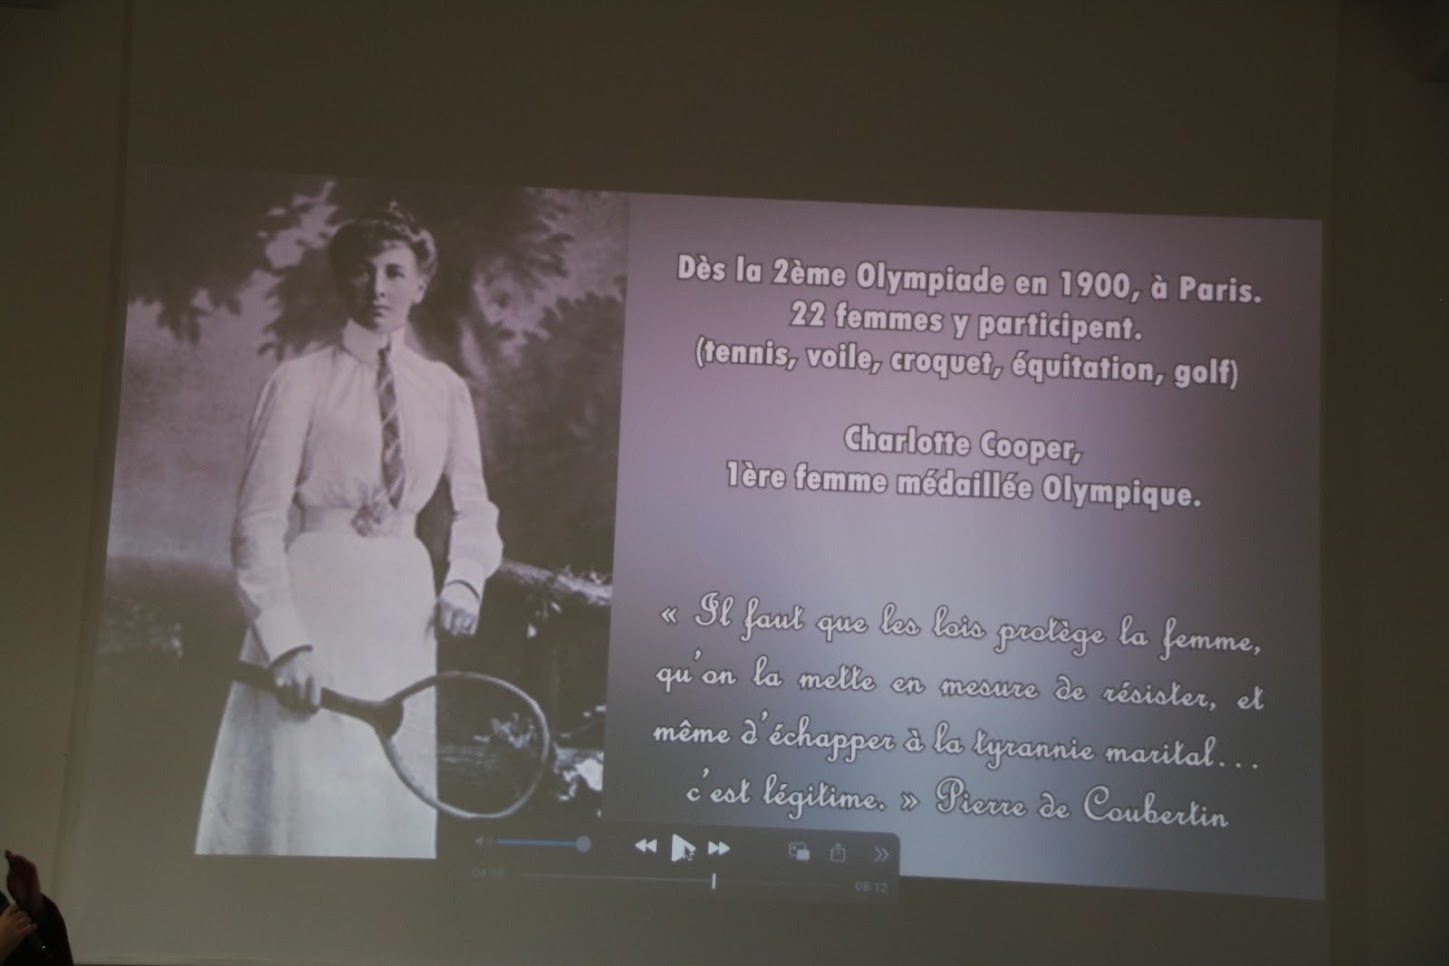 Dès la 2ème Olympiade en 1900, à Paris.
22 femmes y participent.
(tennis, voile, croquet, équitation, golf)
Charlotte Cooper,
1ère femme médaillée Olympique.
« Il faut que les lois protège la femme,
qu'on la mette en mesure de résister, et
même d'échapper à la tyrannie marital...
c'est légitime. » Pierre de Coubertin
08:12